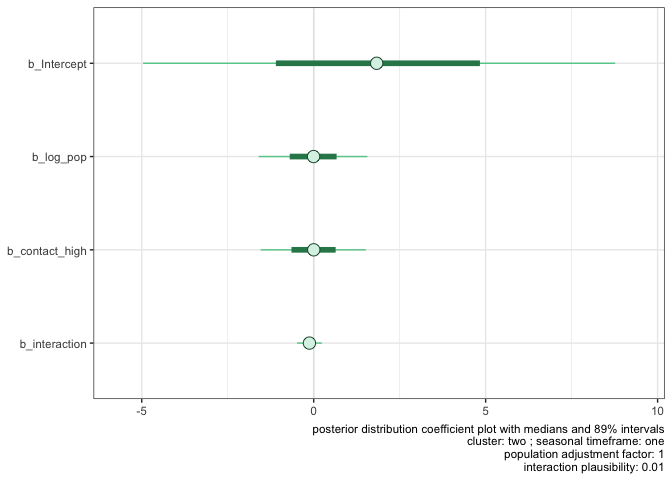 b_Intercept
b_log_pop
b_contact_high
b_interaction
-5
0
5
10
posterior distribution coefficient plot with medians and 89% intervals
cluster: two ; seasonal timeframe: one
population adjustment factor: 1
interaction plausibility: 0.01